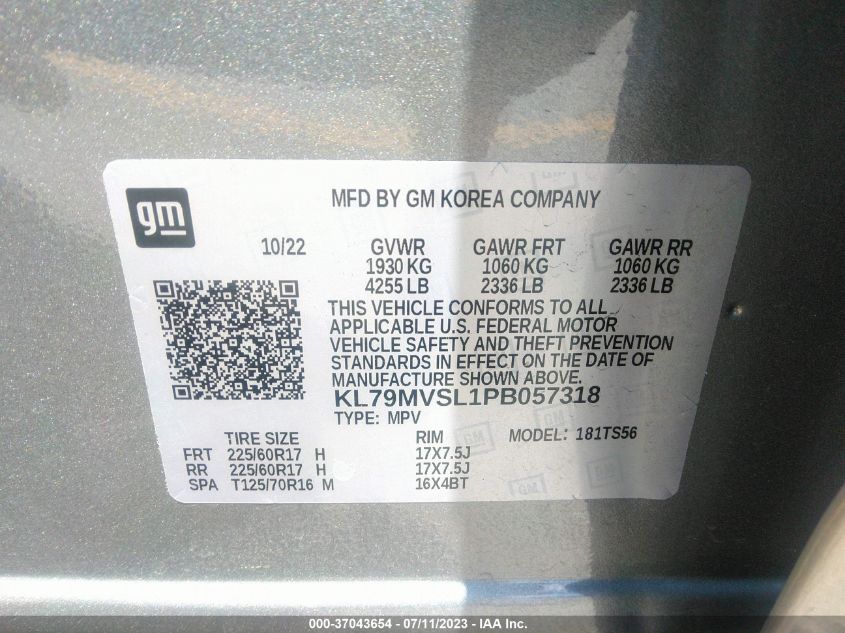 MFD BY GM KOREA COMPANY
gm
10/22 GVWR GAWR FRT GAWR RR
1930 KG 1060 KG 1060 KG
4255 LB 2336 LB 2336 LB
THIS VEHICLE CONFORMS TO ALL
APPLICABLE U.S. FEDERAL MOTOR
VEHICLE SAFETY AND THEFT PREVENTION
STANDARDS IN EFFECT ON THE DATE OF
MANUFACTURE SHOWN ABOVE.
KL79MVSL1PB057318
TYPE: MPV MODEL: 181TS56
TIRE SIZE RIM
FRT 225/60R17 H 17X7.5J
RR 225/60R17 H 17X7.5J
SPA T125/70R16 M 16X4BT
000-37043654 - 07/11/2023 - IAA Inc.